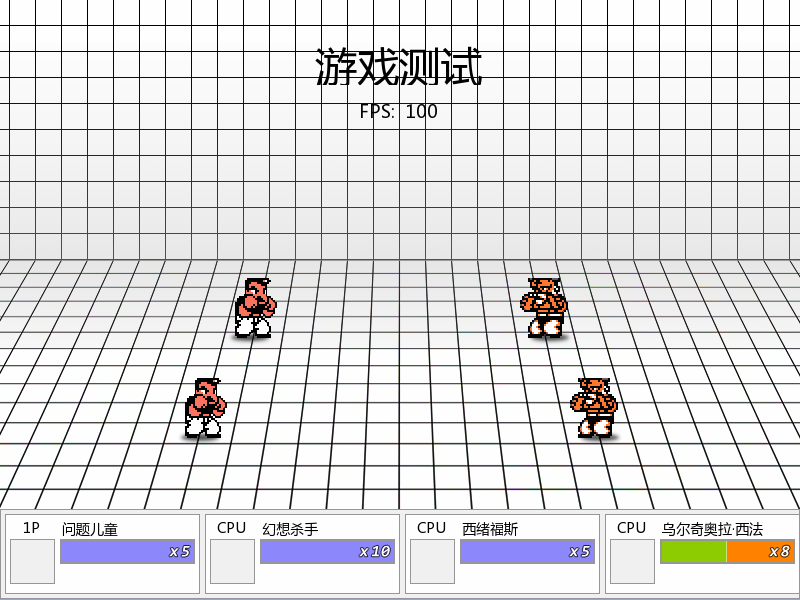 游戏测试
FPS: 100
1P 问题儿童
x5
CPU 幻想杀手
x10
CPU 西绪福斯
x5
CPU 乌尔奇奥拉·西法
x8